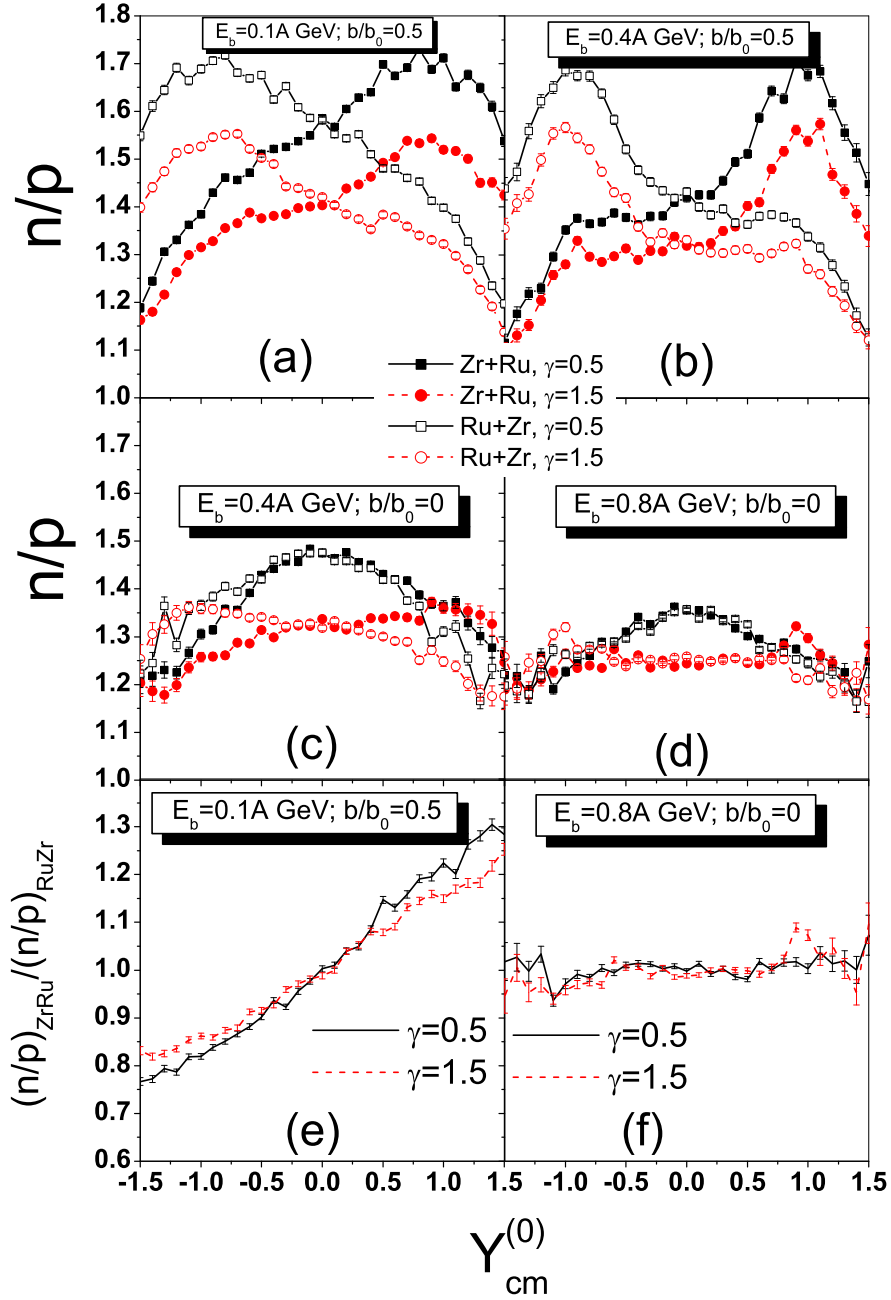 E_b=0.1A GeV; b/b_0=0.5
E_b=0.4A GeV; b/b_0=0.5
1.8
1.7
1.6
1.5
1.4
1.3
1.2
1.1
1.0
n/p
(a)
(b)
Zr+Ru, γ=0.5
Zr+Ru, γ=1.5
Ru+Zr, γ=0.5
Ru+Zr, γ=1.5
E_b=0.4A GeV; b/b_0=0
E_b=0.8A GeV; b/b_0=0
1.7
1.6
1.5
1.4
1.3
1.2
1.1
1.0
n/p
(c)
(d)
E_b=0.1A GeV; b/b_0=0.5
E_b=0.8A GeV; b/b_0=0
1.3
1.2
1.1
1.0
0.9
0.8
0.7
0.6
(n/p)_ZrRu/(n/p)_RuZr
γ=0.5
γ=1.5
γ=0.5
γ=1.5
(e)
(f)
-1.5 -1.0 -0.5 0.0 0.5 1.0 1.5 -1.0 -0.5 0.0 0.5 1.0 1.5
Y_cm^(0)